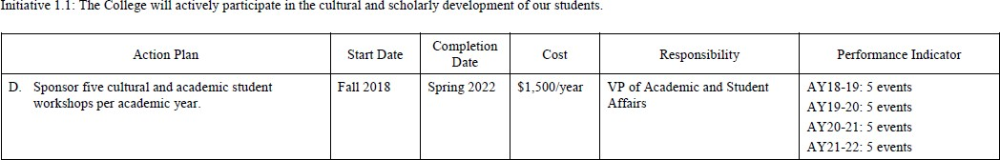 Initiative 1.1: The College will actively participate in the cultural and scholarly development of our students.
Action Plan
Start Date
Completion
Date
Cost
Responsibility
Performance Indicator
D. Sponsor five cultural and academic student
workshops per academic year.
Fall 2018
Spring 2022
$1,500/year
VP of Academic and Student
Affairs
AY18-19: 5 events
AY19-20: 5 events
AY20-21: 5 events
AY21-22: 5 events